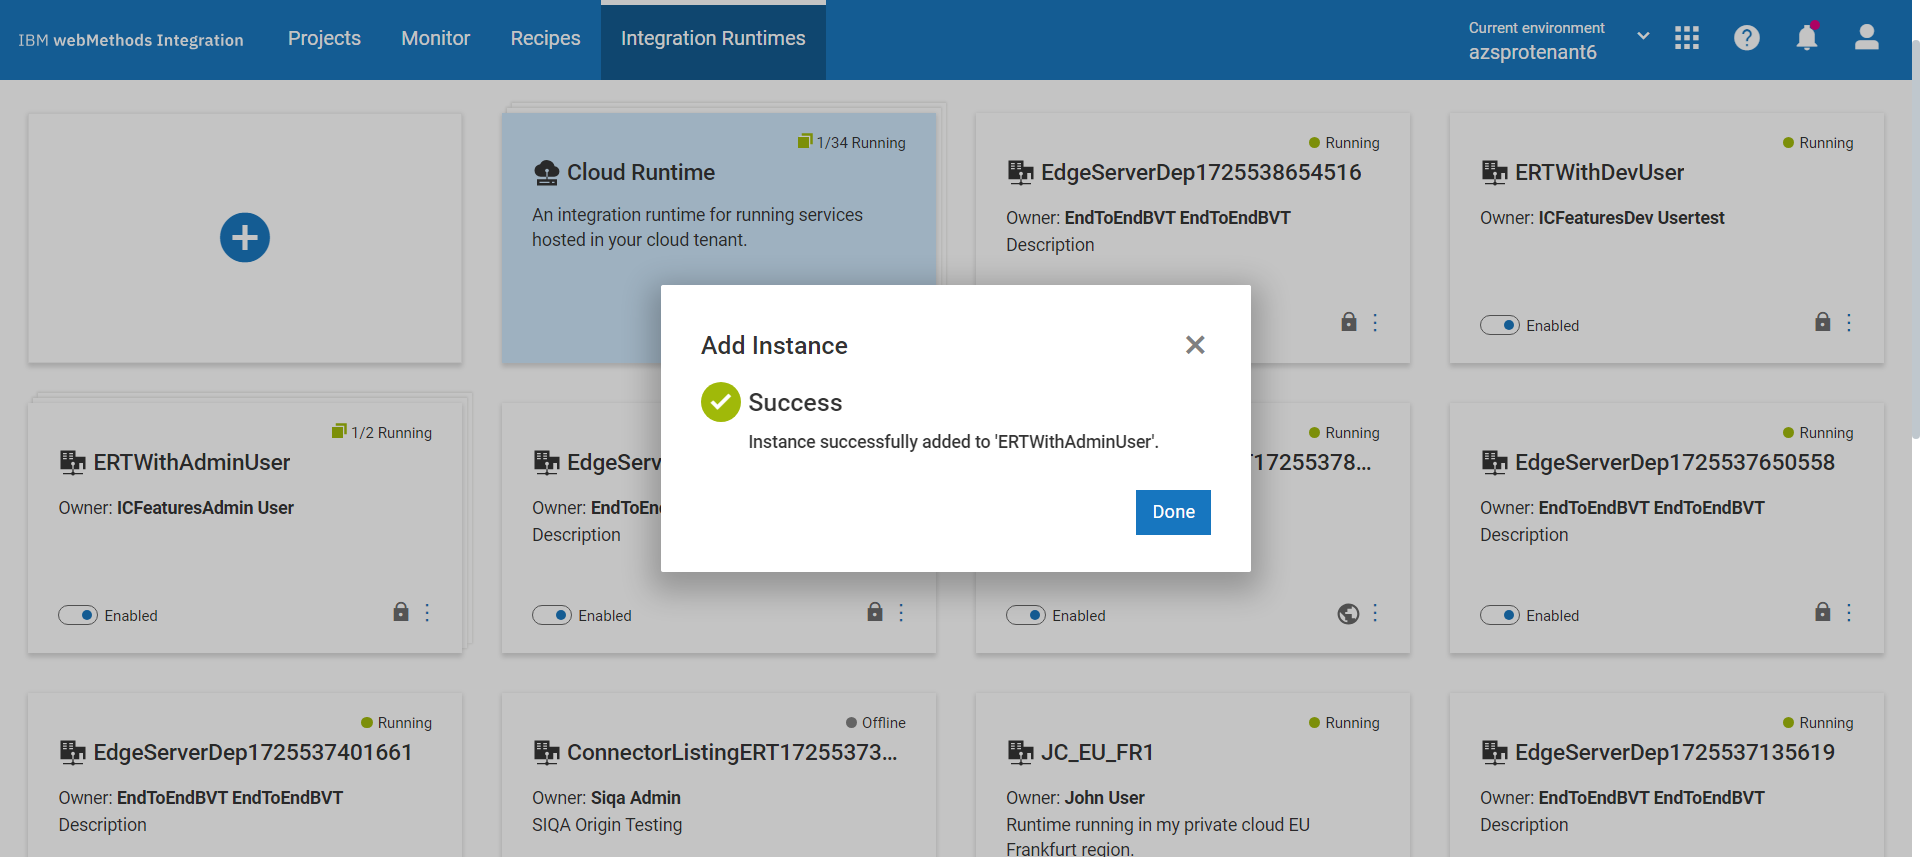 IBM webMethods Integration
Projects
Monitor
Recipes
Integration Runtimes
Current environment
azsprotenant6
1/34 Running
Cloud Runtime
An integration runtime for running services
hosted in your cloud tenant.
Running
EdgeServerDep1725538654516
Owner: EndToEndBVT EndToEndBVT
Description
Running
ERTWithDevUser
Owner: ICFeaturesDev Usertest
Enabled
Add Instance
Success
Instance successfully added to 'ERTWithAdminUser'.
Done
1/2 Running
ERTWithAdminUser
Owner: ICFeaturesAdmin User
Enabled
EdgeServ
Owner: EndToEn
Description
Enabled
Running
T17255378...
Enabled
Running
EdgeServerDep1725537650558
Owner: EndToEndBVT EndToEndBVT
Description
Enabled
Running
EdgeServerDep1725537401661
Owner: EndToEndBVT EndToEndBVT
Description
Offline
ConnectorListingERT17255373...
Owner: Siqa Admin
SIQA Origin Testing
Running
JC_EU_FR1
Owner: John User
Runtime running in my private cloud EU
Frankfurt region.
Running
EdgeServerDep1725537135619
Owner: EndToEndBVT EndToEndBVT
Description